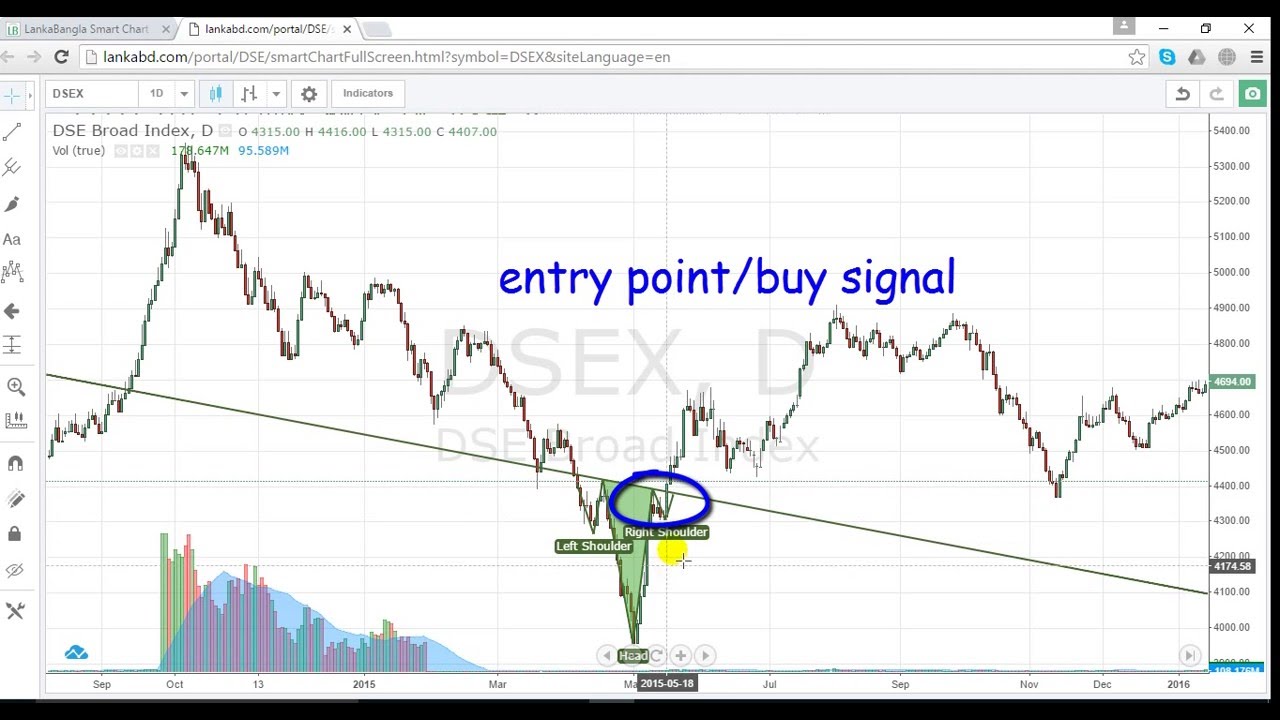 LankaBangla Smart Chart
lankabd.com/portal/DSE/
lankabd.com/portal/DSE/smartChartFullScreen.html?symbol=DSEX&siteLanguage=en
DSEX 1D Indicators
DSE Broad Index, D O 4315.00 H 4416.00 L 4315.00 C 4407.00
Vol (true) 95.589M
Aa
entry point/buy signal
DSEX, D
DSE Broad Index
5400.00
5300.00
5200.00
5100.00
5000.00
4900.00
4800.00
4694.00
4600.00
4500.00
4400.00
4300.00
4200.00
4174.58
4100.00
4000.00
Left Shoulder
Right Shoulder
Head
Sep Oct 13 2015 Mar 2015-05-18 Jul Sep Nov Dec 2016